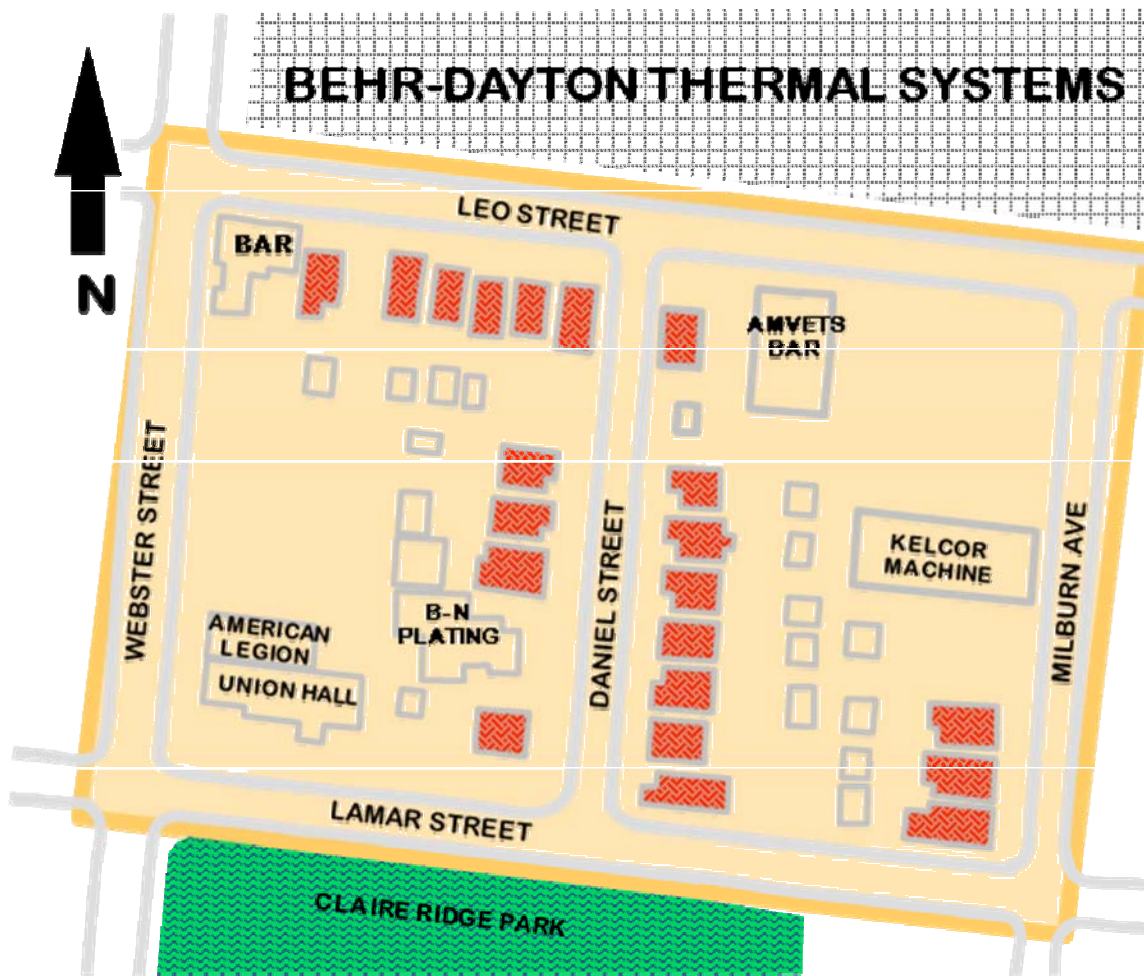 BEHR-DAYTON THERMAL SYSTEMS
LEO STREET
BAR
N
AMVETS
BAR
WEBSTER STREET
DANIEL STREET
MILBURN AVE
KELCOR
MACHINE
B-N
PLATING
AMERICAN
LEGION
UNION HALL
LAMAR STREET
CLAIRE RIDGE PARK